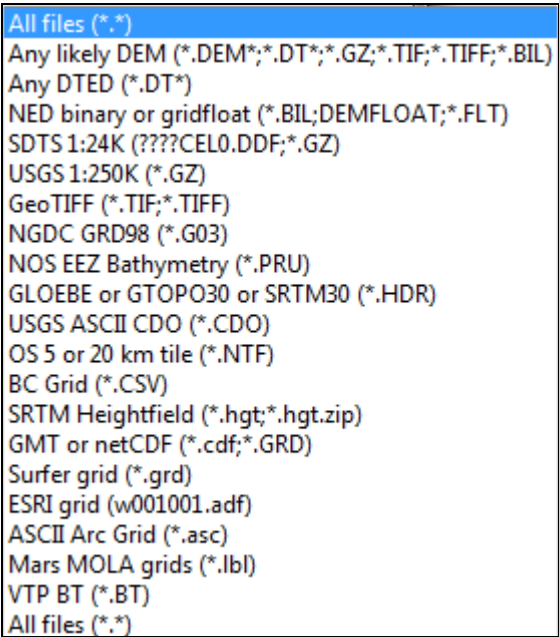 All files (*.*)
Any likely DEM (*.DEM*;*.DT*;*.GZ;*.TIF;*.TIFF;*.BIL)
Any DTED (*.DT*)
NED binary or gridfloat (*.BIL;DEMFLOAT;*.FLT)
SDTS 1:24K (????CEL0.DDF;*.GZ)
USGS 1:250K (*.GZ)
GeoTIFF (*.TIF;*.TIFF)
NGDC GRD98 (*.G03)
NOS EEZ Bathymetry (*.PRU)
GLOEBE or GTOPO30 or SRTM30 (*.HDR)
USGS ASCII CDO (*.CDO)
OS 5 or 20 km tile (*.NTF)
BC Grid (*.CSV)
SRTM Heightfield (*.hgt;*.hgt.zip)
GMT or netCDF (*.cdf;*.GRD)
Surfer grid (*.grd)
ESRI grid (w001001.adf)
ASCII Arc Grid (*.asc)
Mars MOLA grids (*.lbl)
VTP BT (*.BT)
All files (*.*)